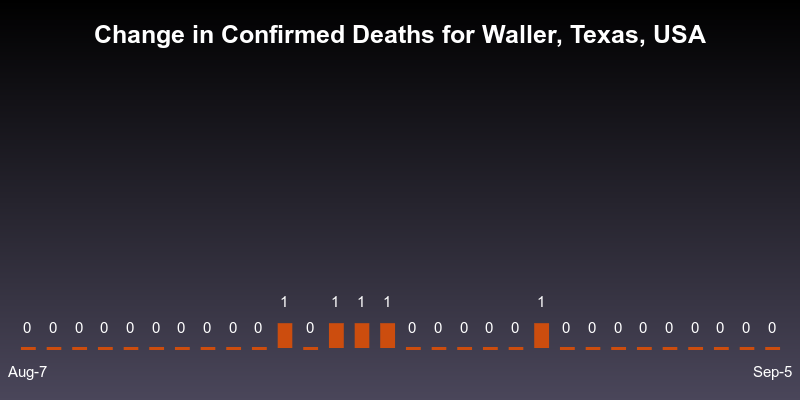 Change in Confirmed Deaths for Waller, Texas, USA
1 1 1 1 1
0 0 0 0 0 0 0 0 0 0 0 0 0 0 0 0 0 0 0 0 0 0 0 0 0
Aug-7 Sep-5